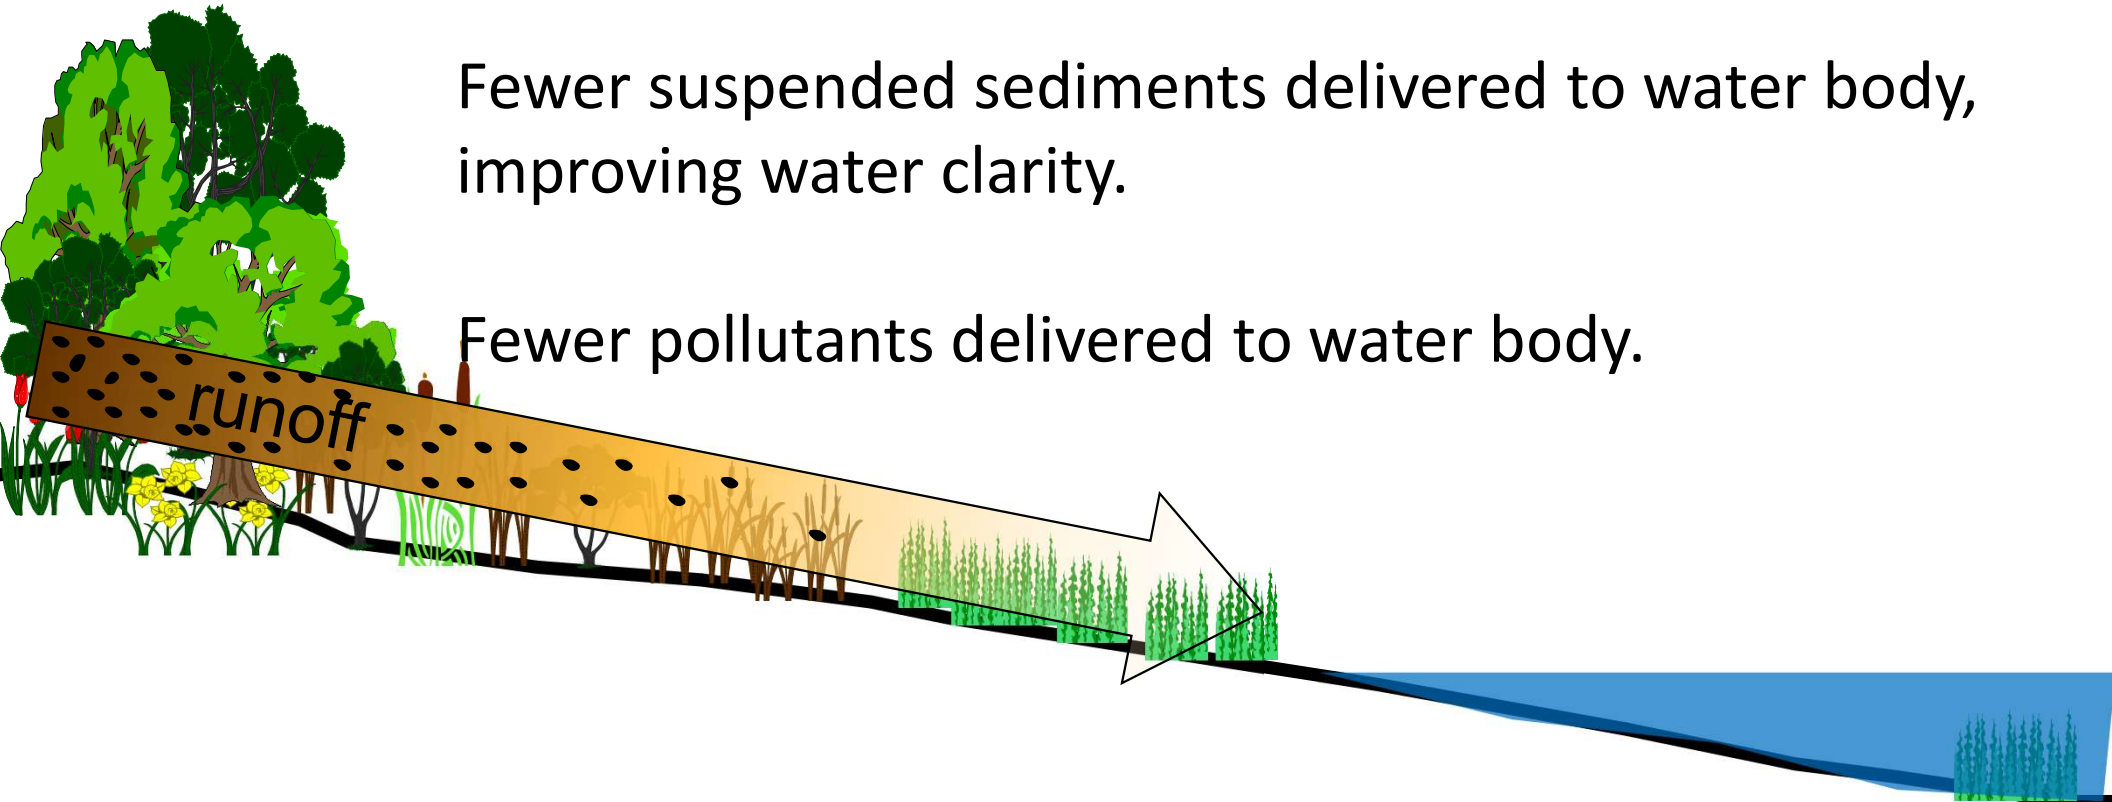 Fewer suspended sediments delivered to water body,
improving water clarity.
Fewer pollutants delivered to water body.
runoff